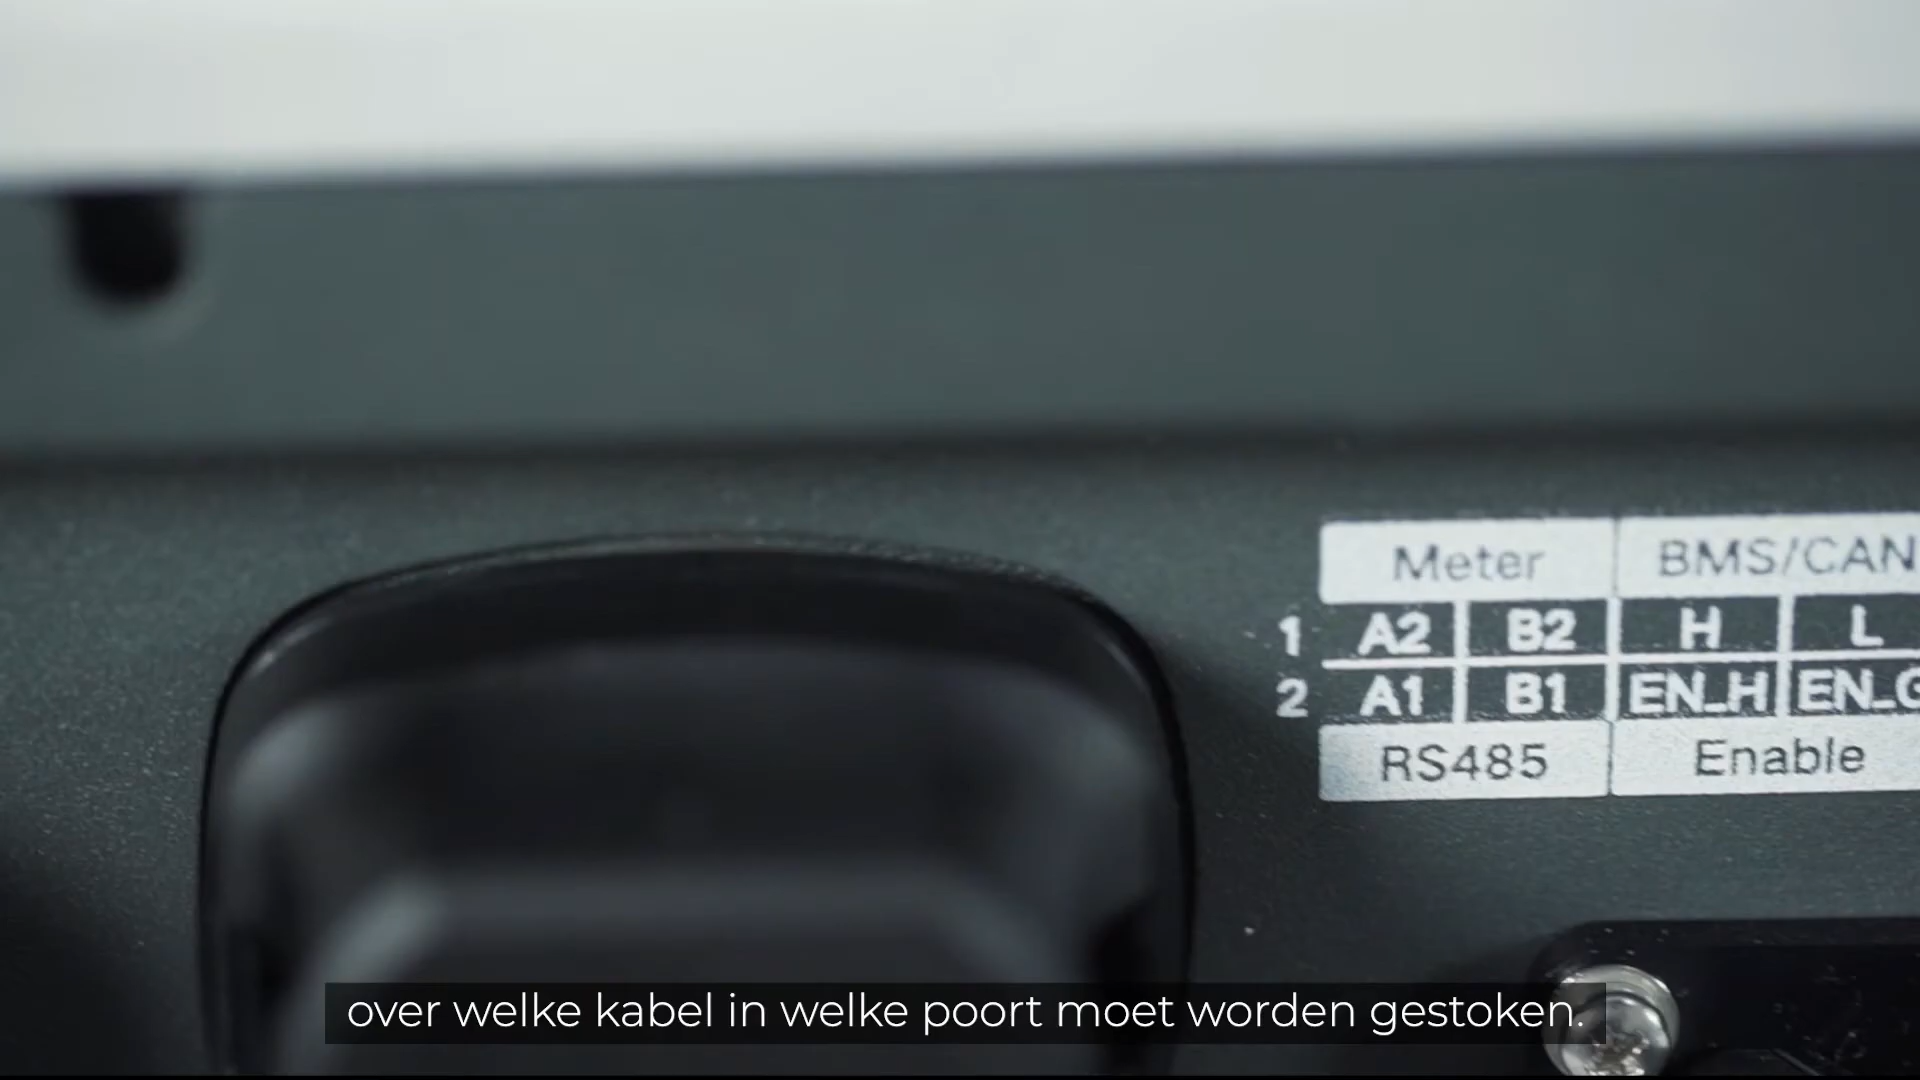 Meter BMS/CAN
1 A2 B2 H L
2 A1 B1 EN_H EN_G
RS485 Enable
over welke kabel in welke poort moet worden gestoken.